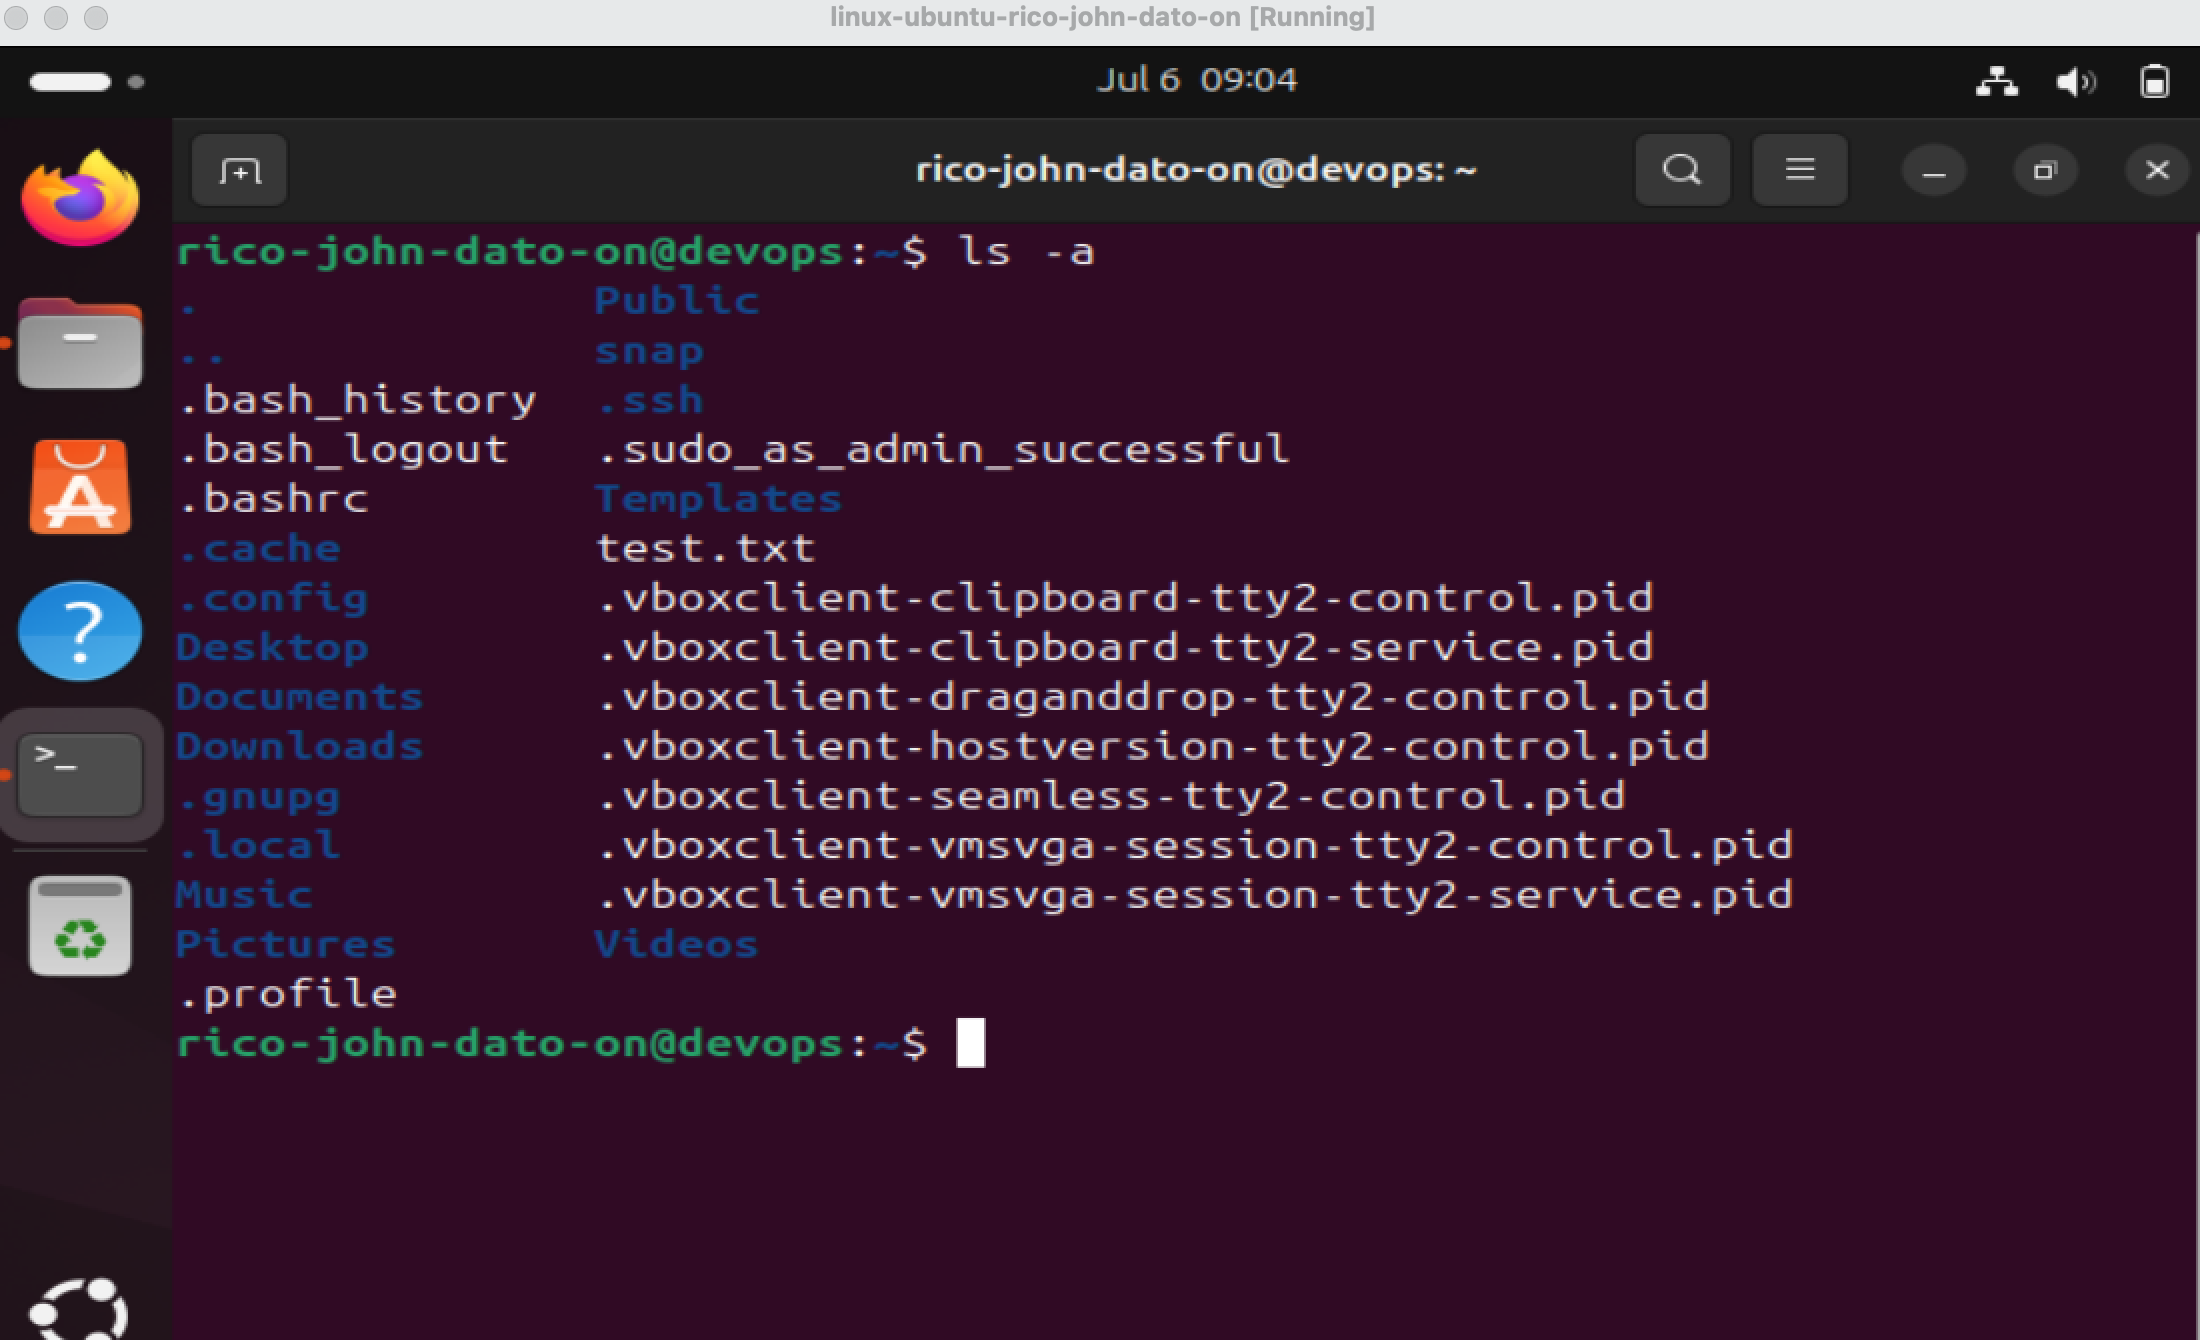 linux-ubuntu-rico-john-dato-on [Running]
Jul 6 09:04
rico-john-dato-on@devops: ~
rico-john-dato-on@devops:~$ ls -a
. Public
.. snap
.bash_history .ssh
.bash_logout .sudo_as_admin_successful
.bashrc Templates
.cache test.txt
.config .vboxclient-clipboard-tty2-control.pid
Desktop .vboxclient-clipboard-tty2-service.pid
Documents .vboxclient-draganddrop-tty2-control.pid
Downloads .vboxclient-hostversion-tty2-control.pid
.gnupg .vboxclient-seamless-tty2-control.pid
.local .vboxclient-vmsvga-session-tty2-control.pid
Music .vboxclient-vmsvga-session-tty2-service.pid
Pictures Videos
.profile
rico-john-dato-on@devops:~$